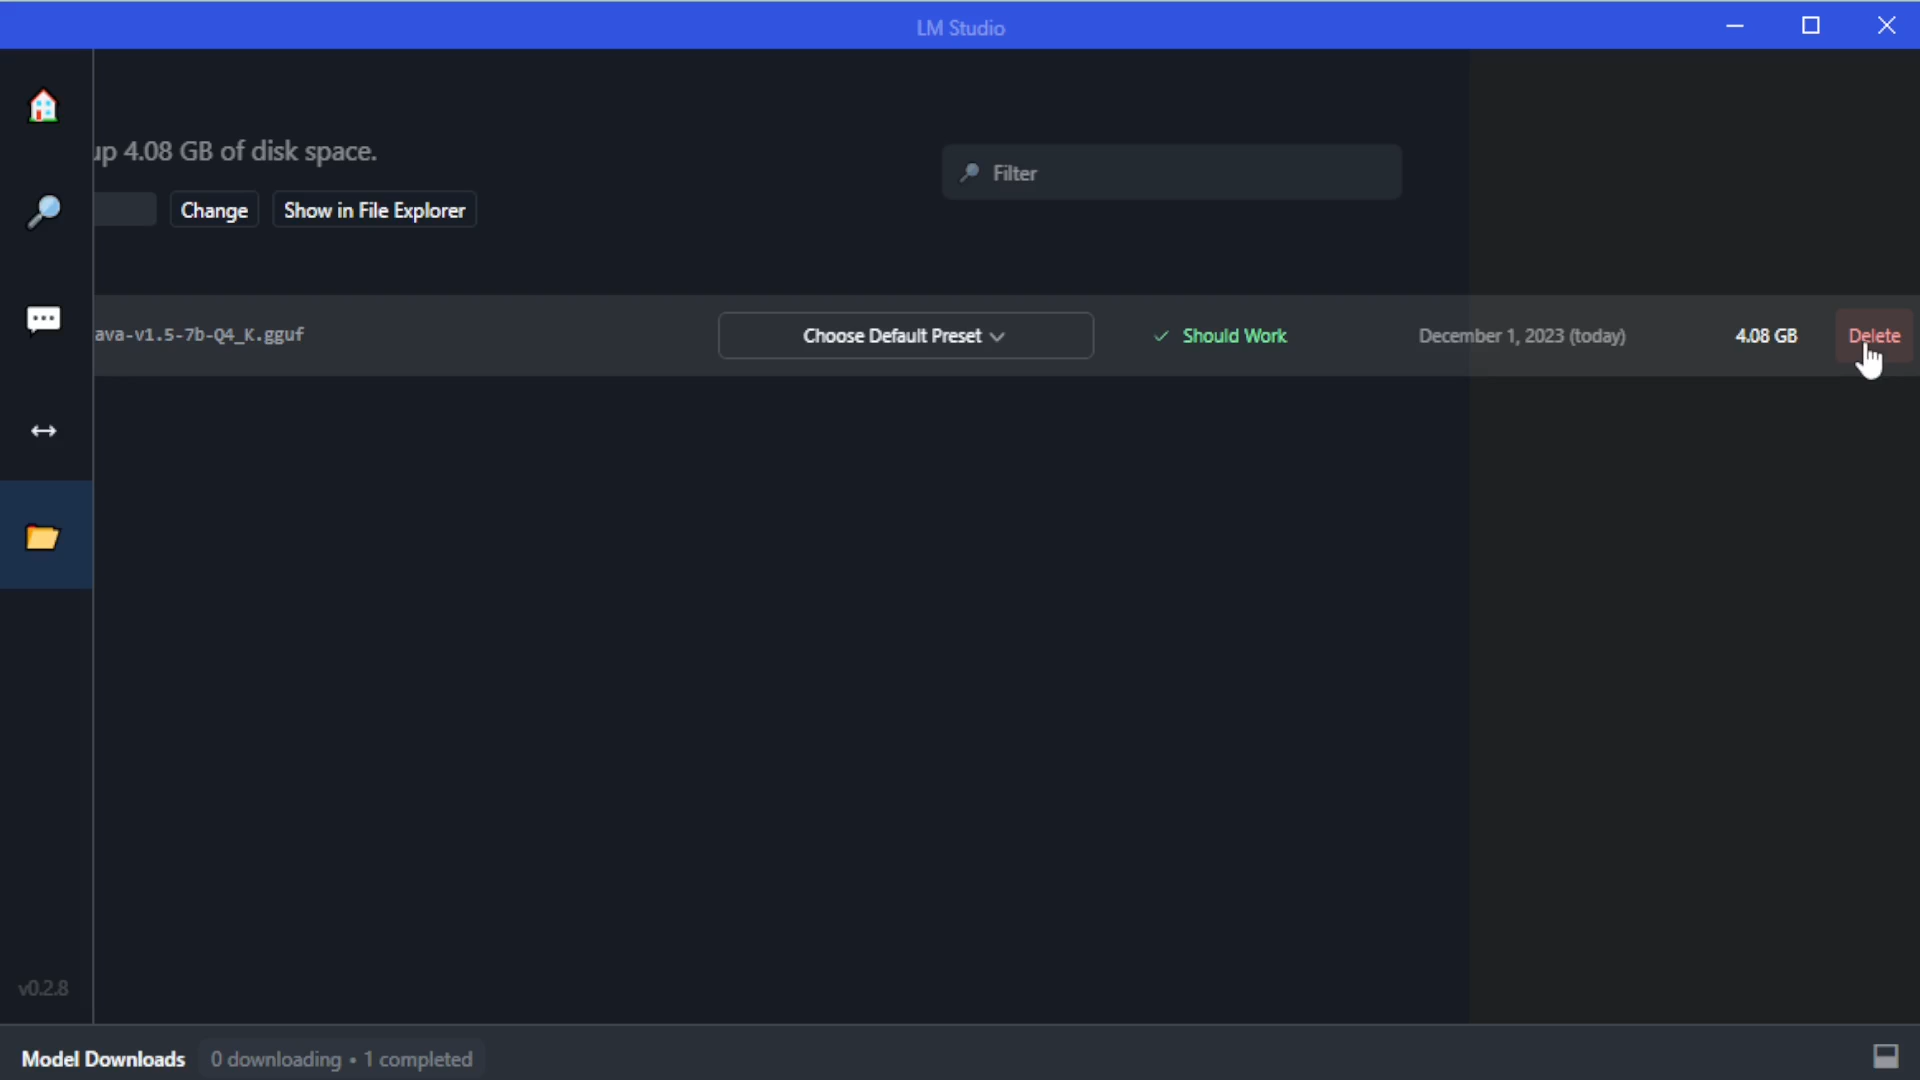 LM Studio
up 4.08 GB of disk space.
Filter
Change
Show in File Explorer
ava-v1.5-7b-Q4_K.gguf
Choose Default Preset
Should Work
December 1, 2023 (today)
4.08 GB
Delete
v0.2.8
Model Downloads
0 downloading • 1 completed